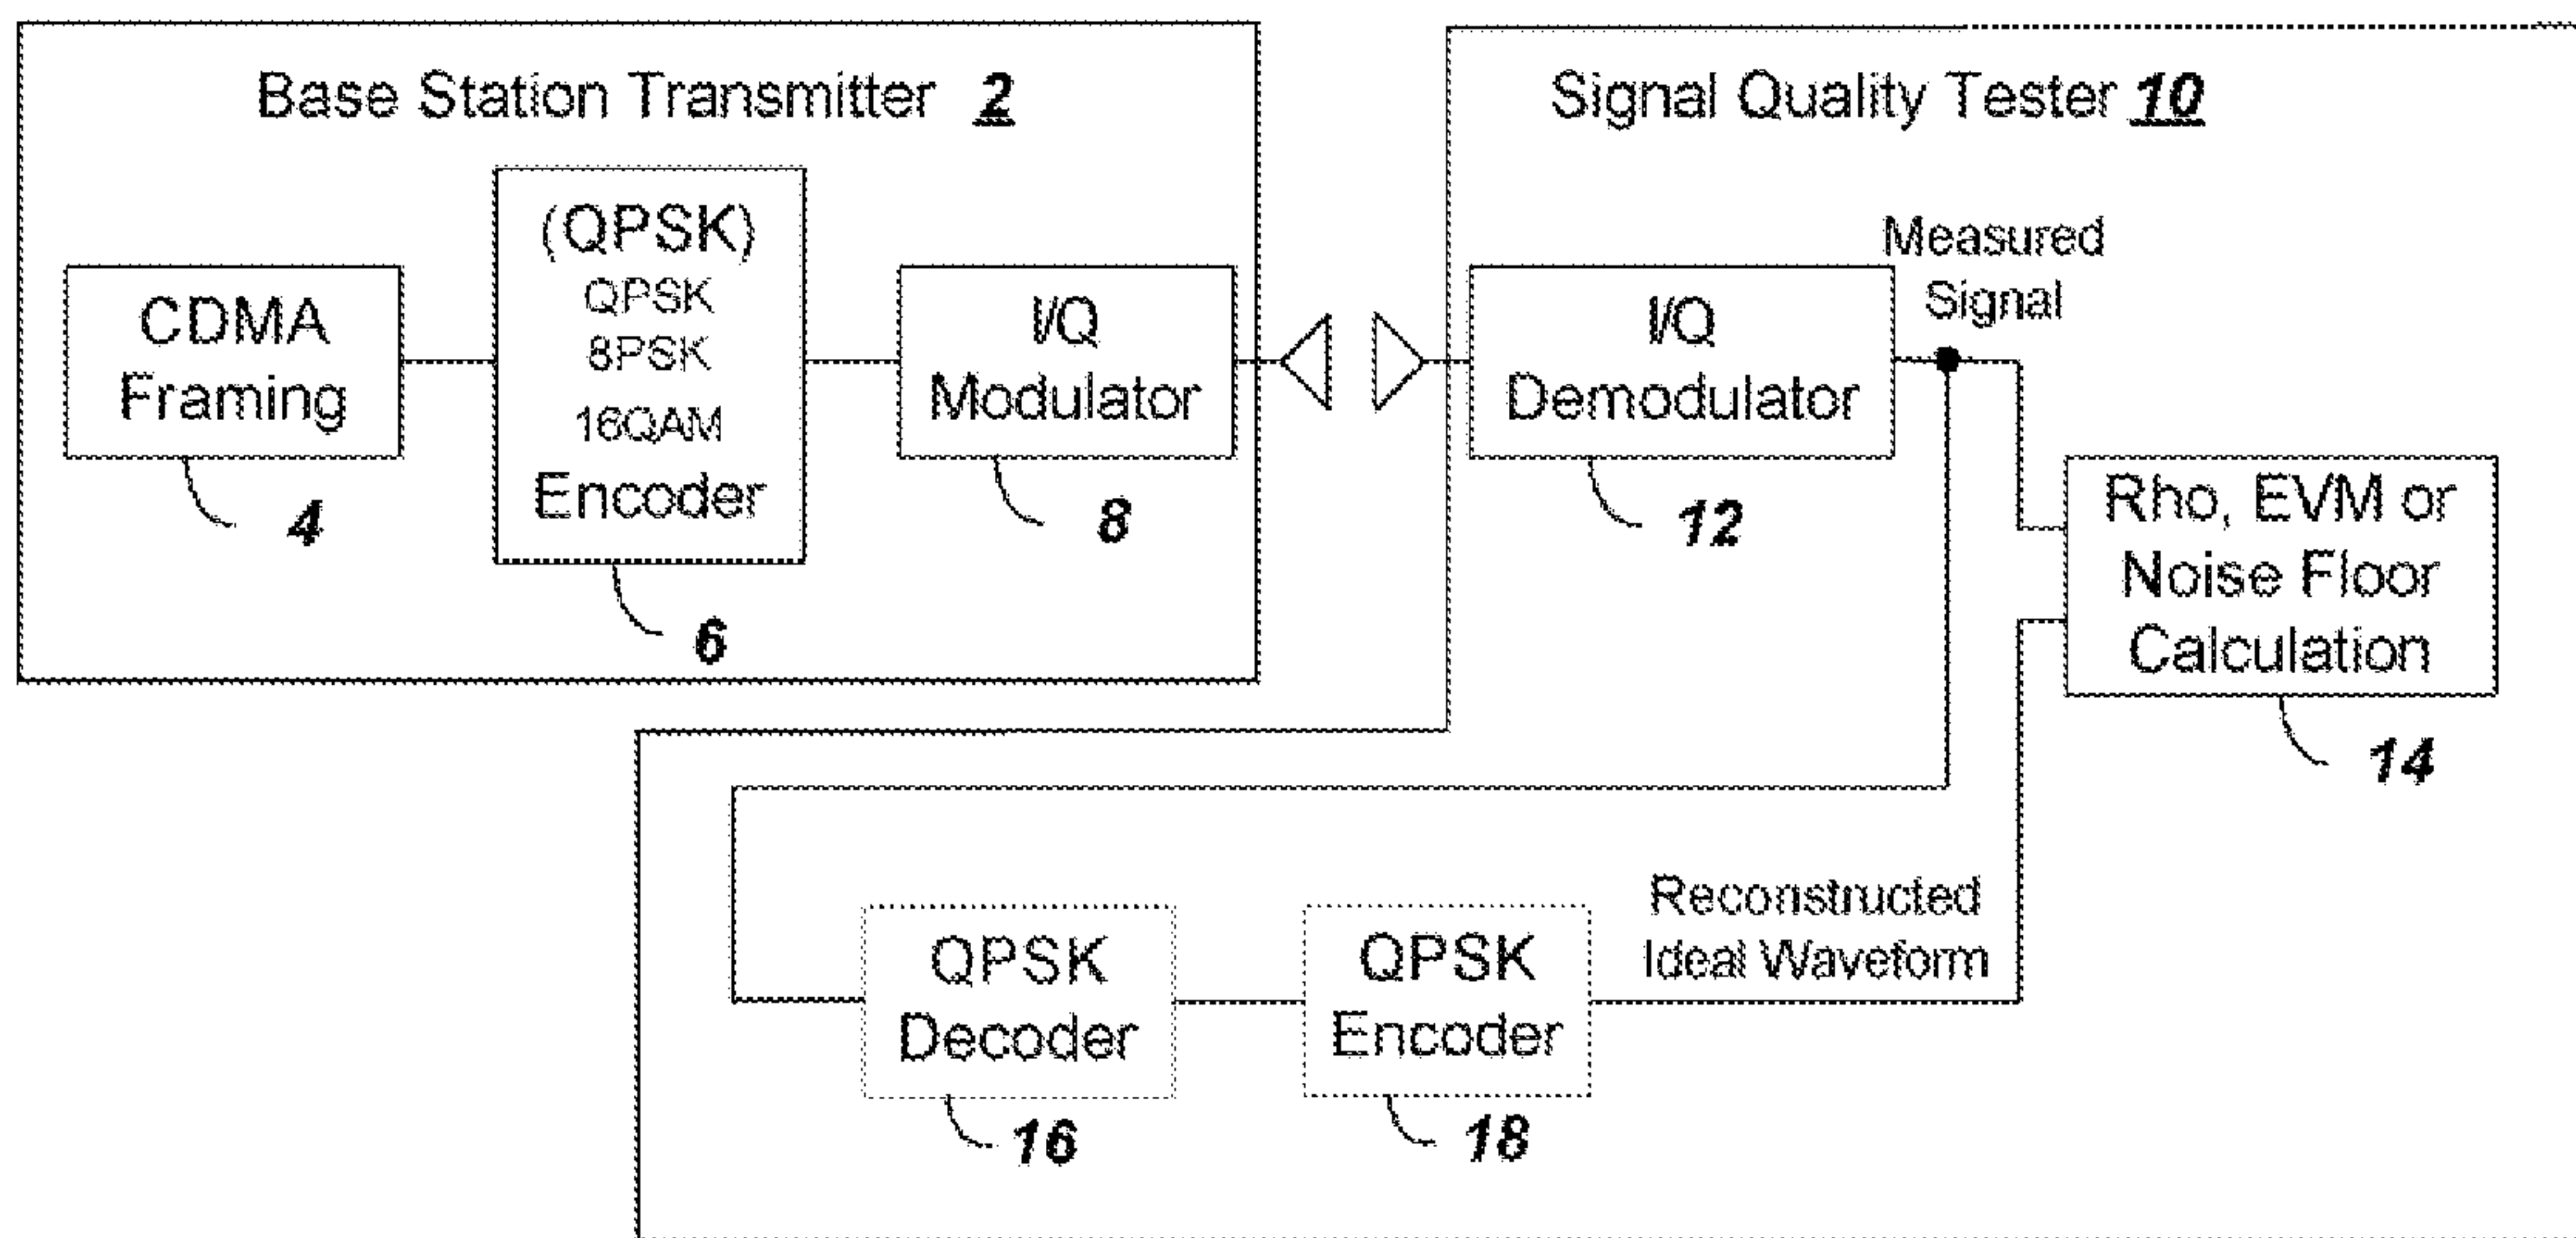 Base Station Transmitter 2
CDMA
Framing
4
(QPSK)
QPSK
8PSK
16QAM
Encoder
6
I/Q
Modulator
8
Signal Quality Tester 10
I/Q
Demodulator
12
Measured
Signal
Rho, EVM or
Noise Floor
Calculation
14
QPSK
Decoder
16
QPSK
Encoder
18
Reconstructed
Ideal Waveform